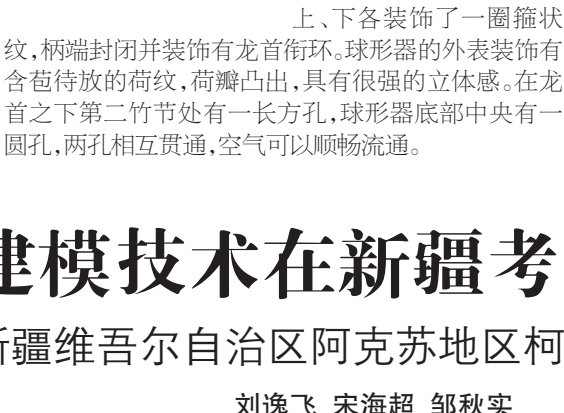 上、下各装饰了一圈箍状
纹,柄端封闭并装饰有龙首衔环。球形器的外表装饰有
含苞待放的荷纹,荷瓣凸出,具有很强的立体感。在龙
首之下第二竹节处有一长方孔,球形器底部中央有一
圆孔,两孔相互贯通,空气可以顺畅流通。
建模技术在新疆考
新疆维吾尔自治区阿克苏地区柯
刘逸飞 宋海超 邹秋实